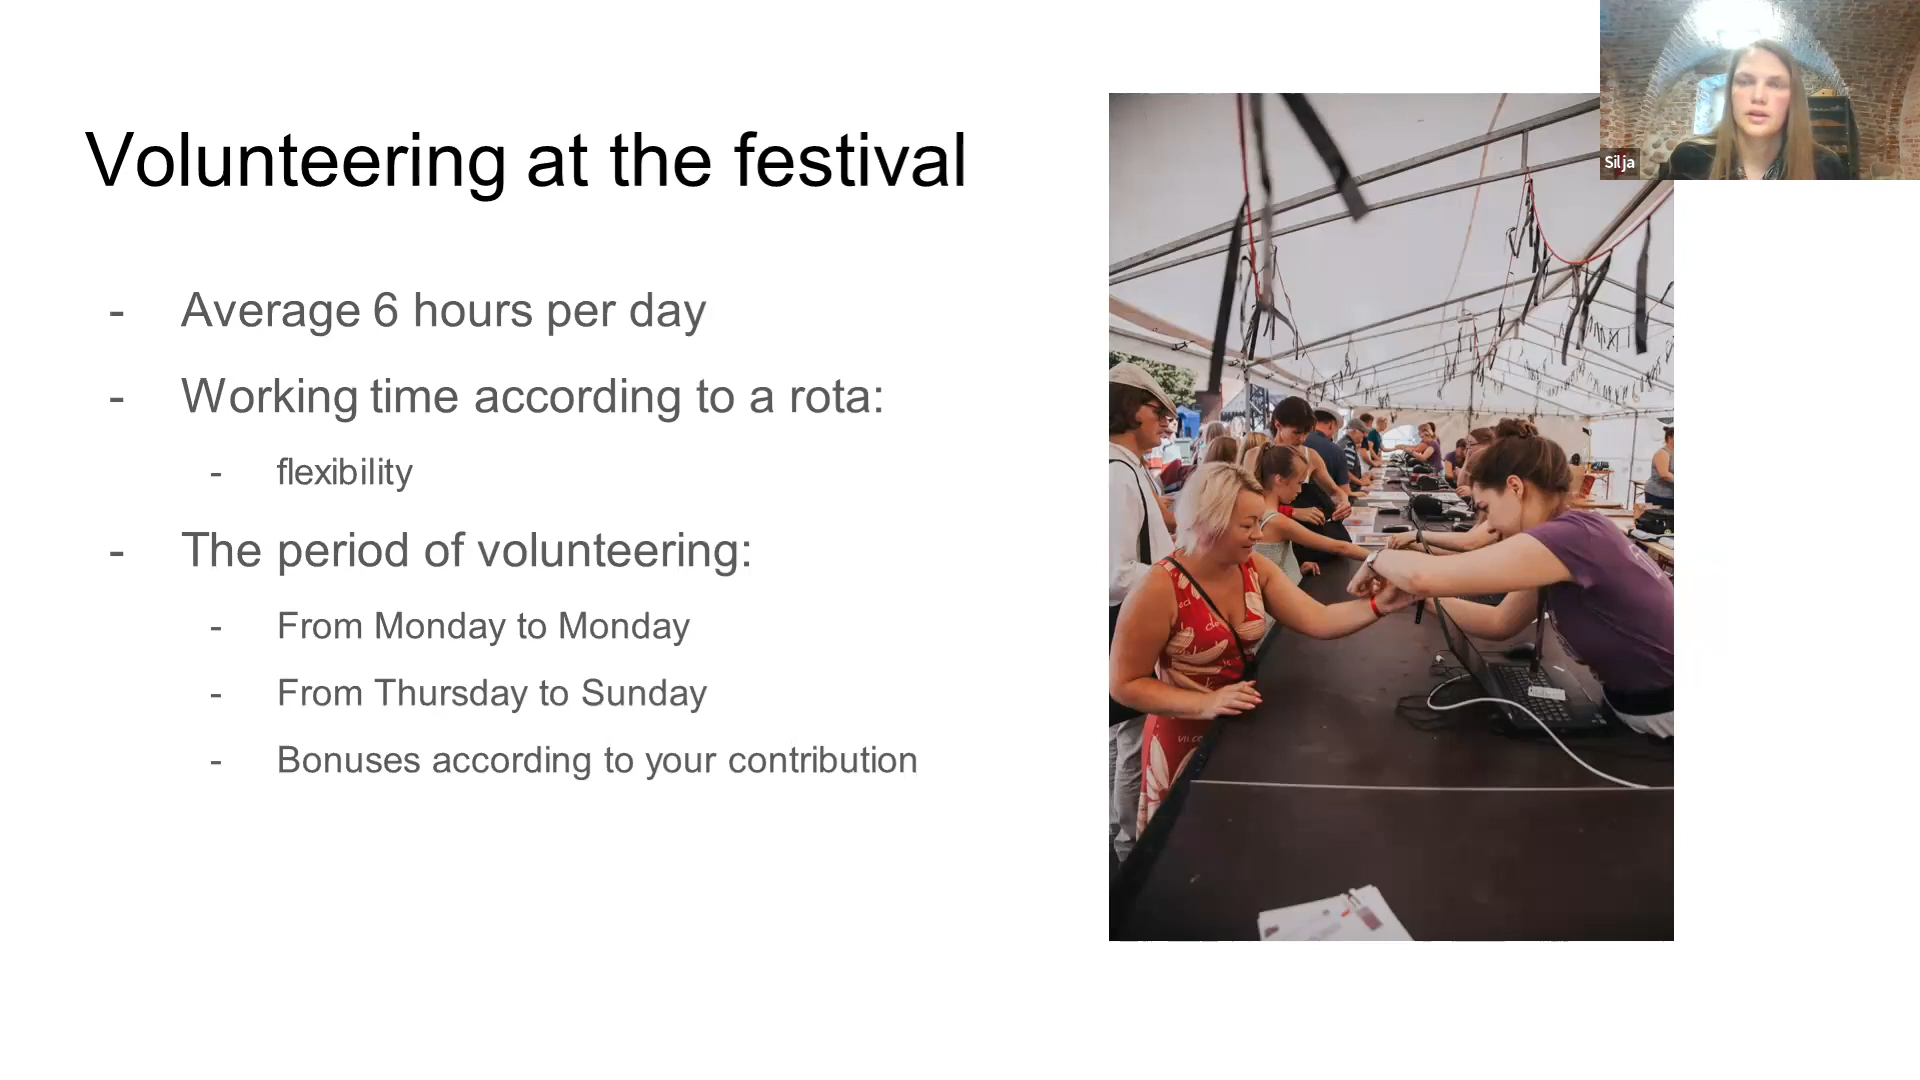 Volunteering at the festival
- Average 6 hours per day
- Working time according to a rota:
- flexibility
- The period of volunteering:
- From Monday to Monday
- From Thursday to Sunday
- Bonuses according to your contribution
Silja